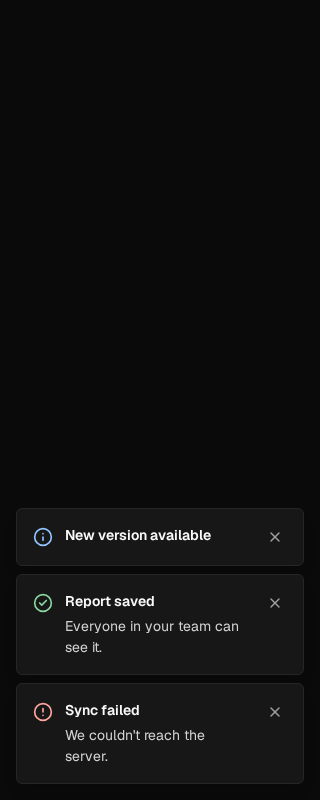 New version available
Report saved
Everyone in your team can
see it.
Sync failed
We couldn't reach the
server.